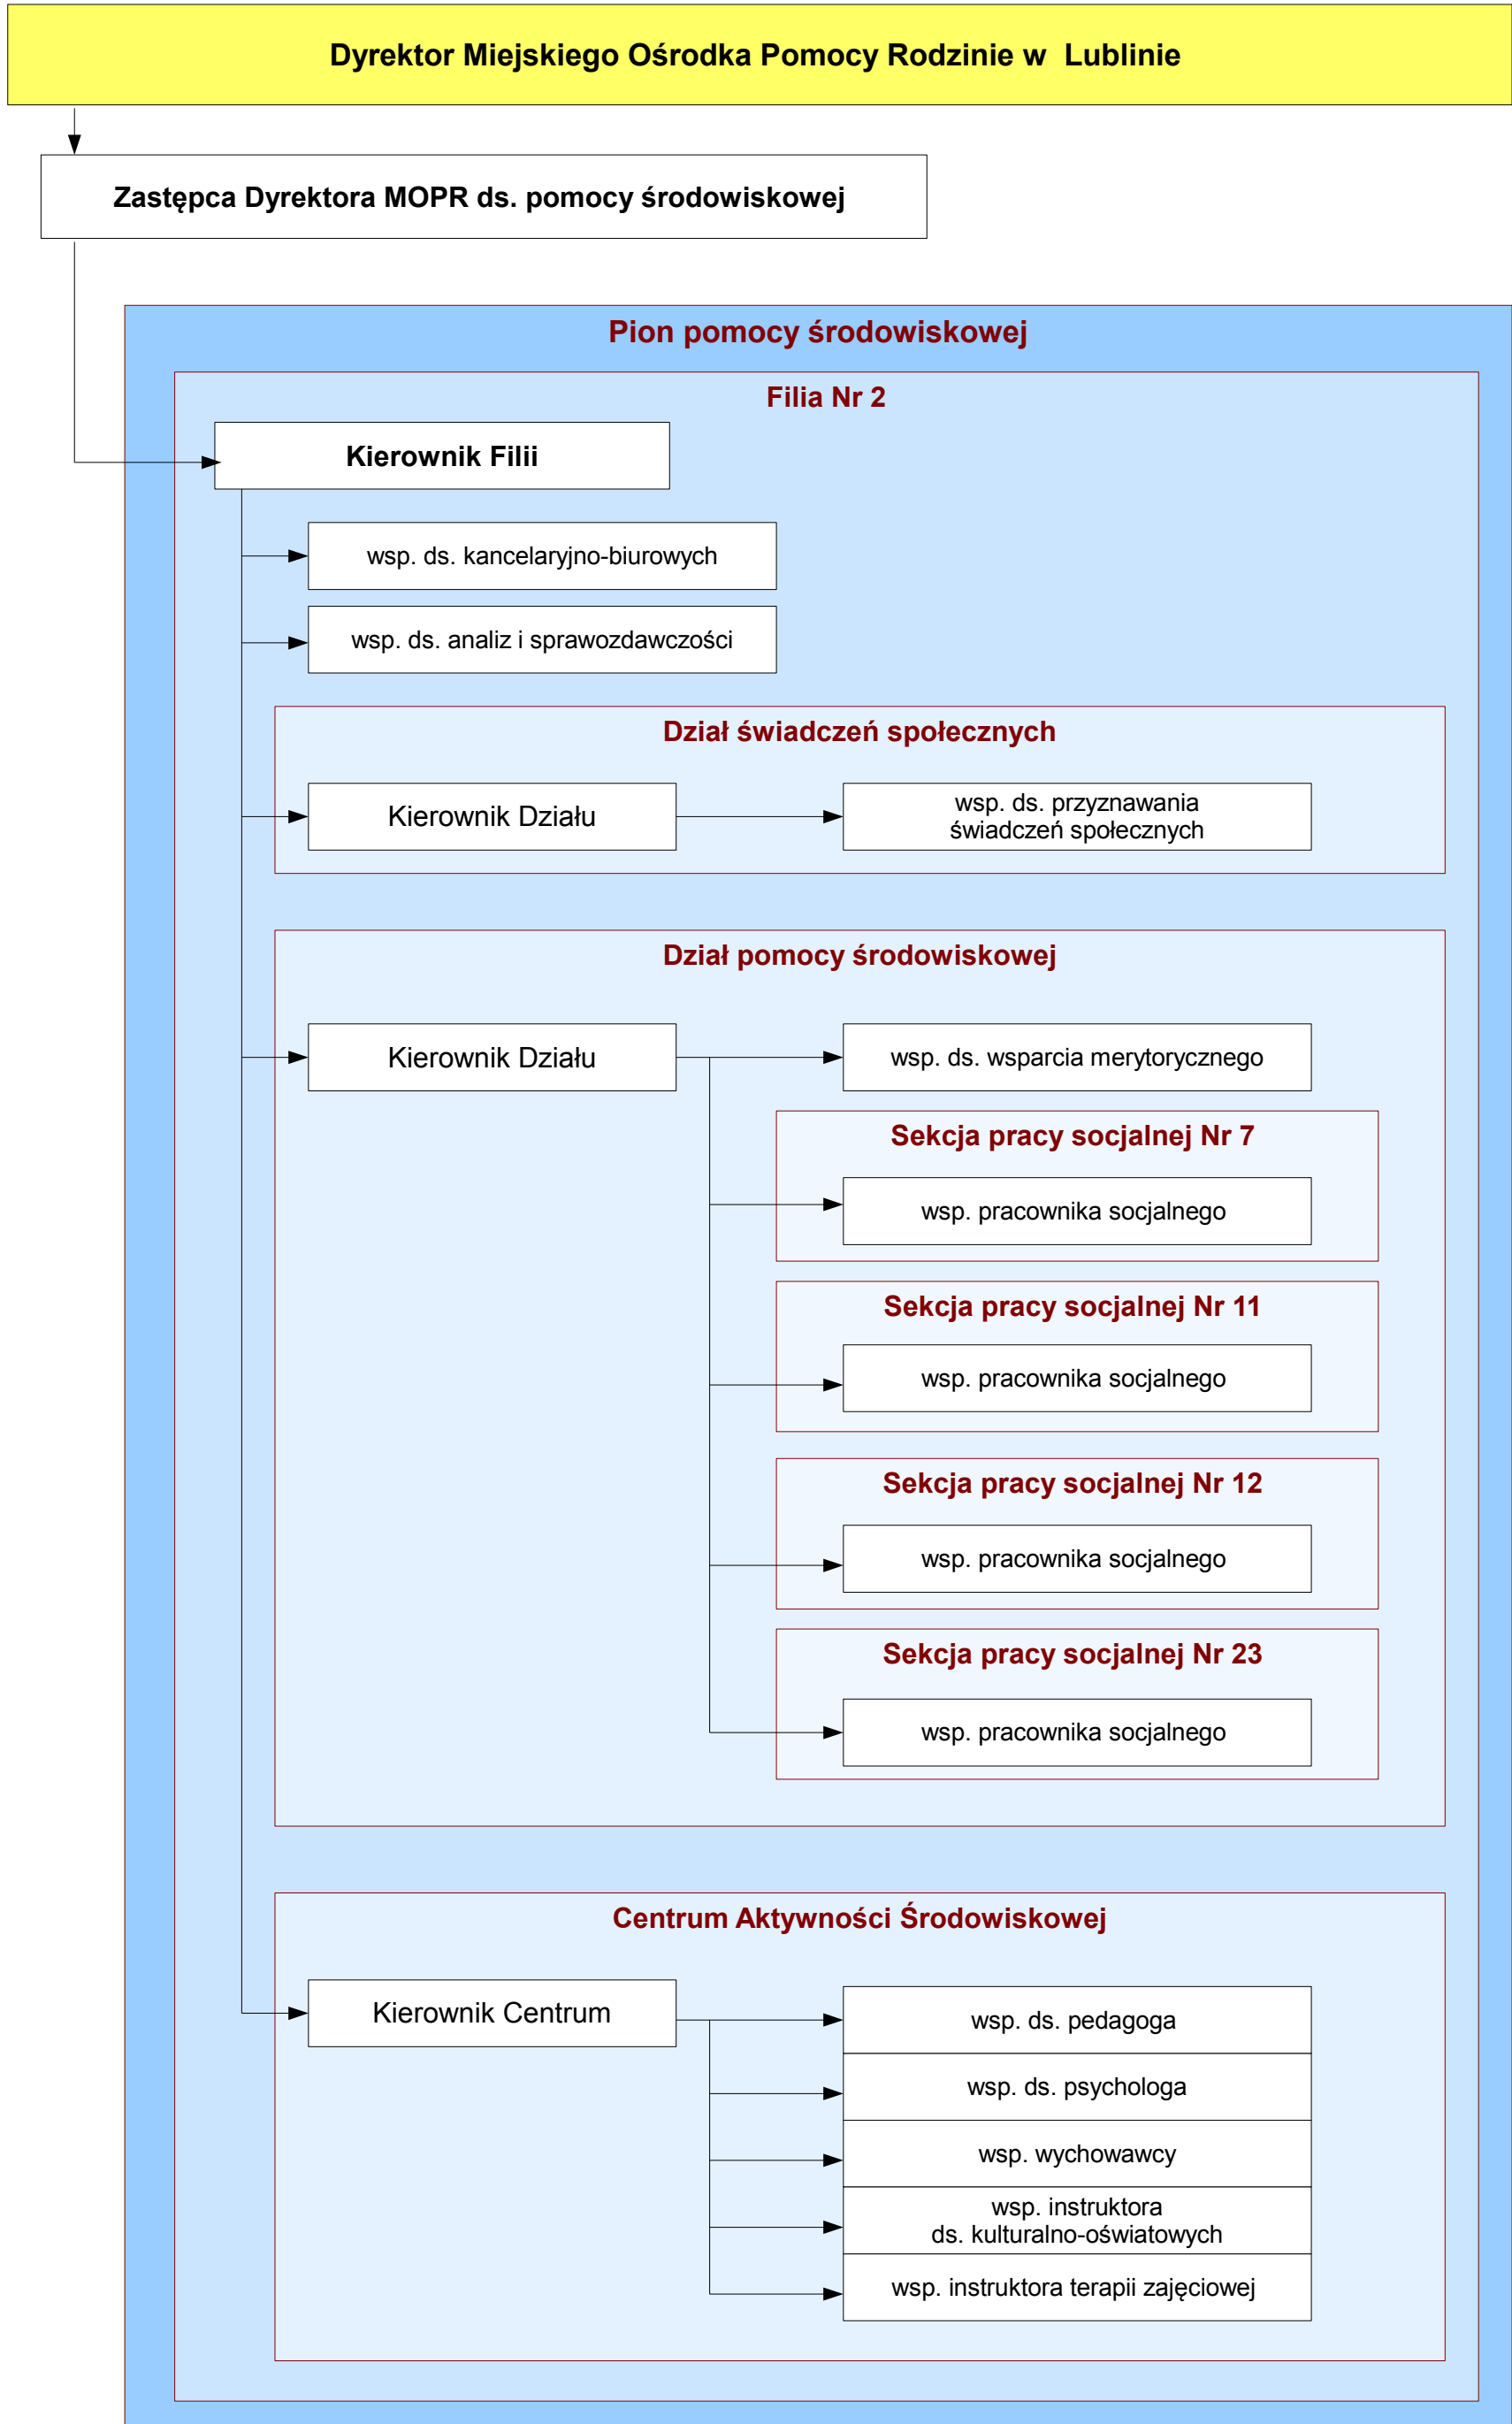 Dyrektor Miejskiego Ośrodka Pomocy Rodzinie w Lublinie
Zastępca Dyrektora MOPR ds. pomocy środowiskowej
Pion pomocy środowiskowej
Filia Nr 2
Kierownik Filii
wsp. ds. kancelaryjno-biurowych
wsp. ds. analiz i sprawozdawczości
Dział świadczeń społecznych
Kierownik Działu
wsp. ds. przyznawania
świadczeń społecznych
Dział pomocy środowiskowej
Kierownik Działu
wsp. ds. wsparcia merytorycznego
Sekcja pracy socjalnej Nr 7
wsp. pracownika socjalnego
Sekcja pracy socjalnej Nr 11
wsp. pracownika socjalnego
Sekcja pracy socjalnej Nr 12
wsp. pracownika socjalnego
Sekcja pracy socjalnej Nr 23
wsp. pracownika socjalnego
Centrum Aktywności Środowiskowej
Kierownik Centrum
wsp. ds. pedagoga
wsp. ds. psychologa
wsp. wychowawcy
wsp. instruktora
ds. kulturalno-oświatowych
wsp. instruktora terapii zajęciowej